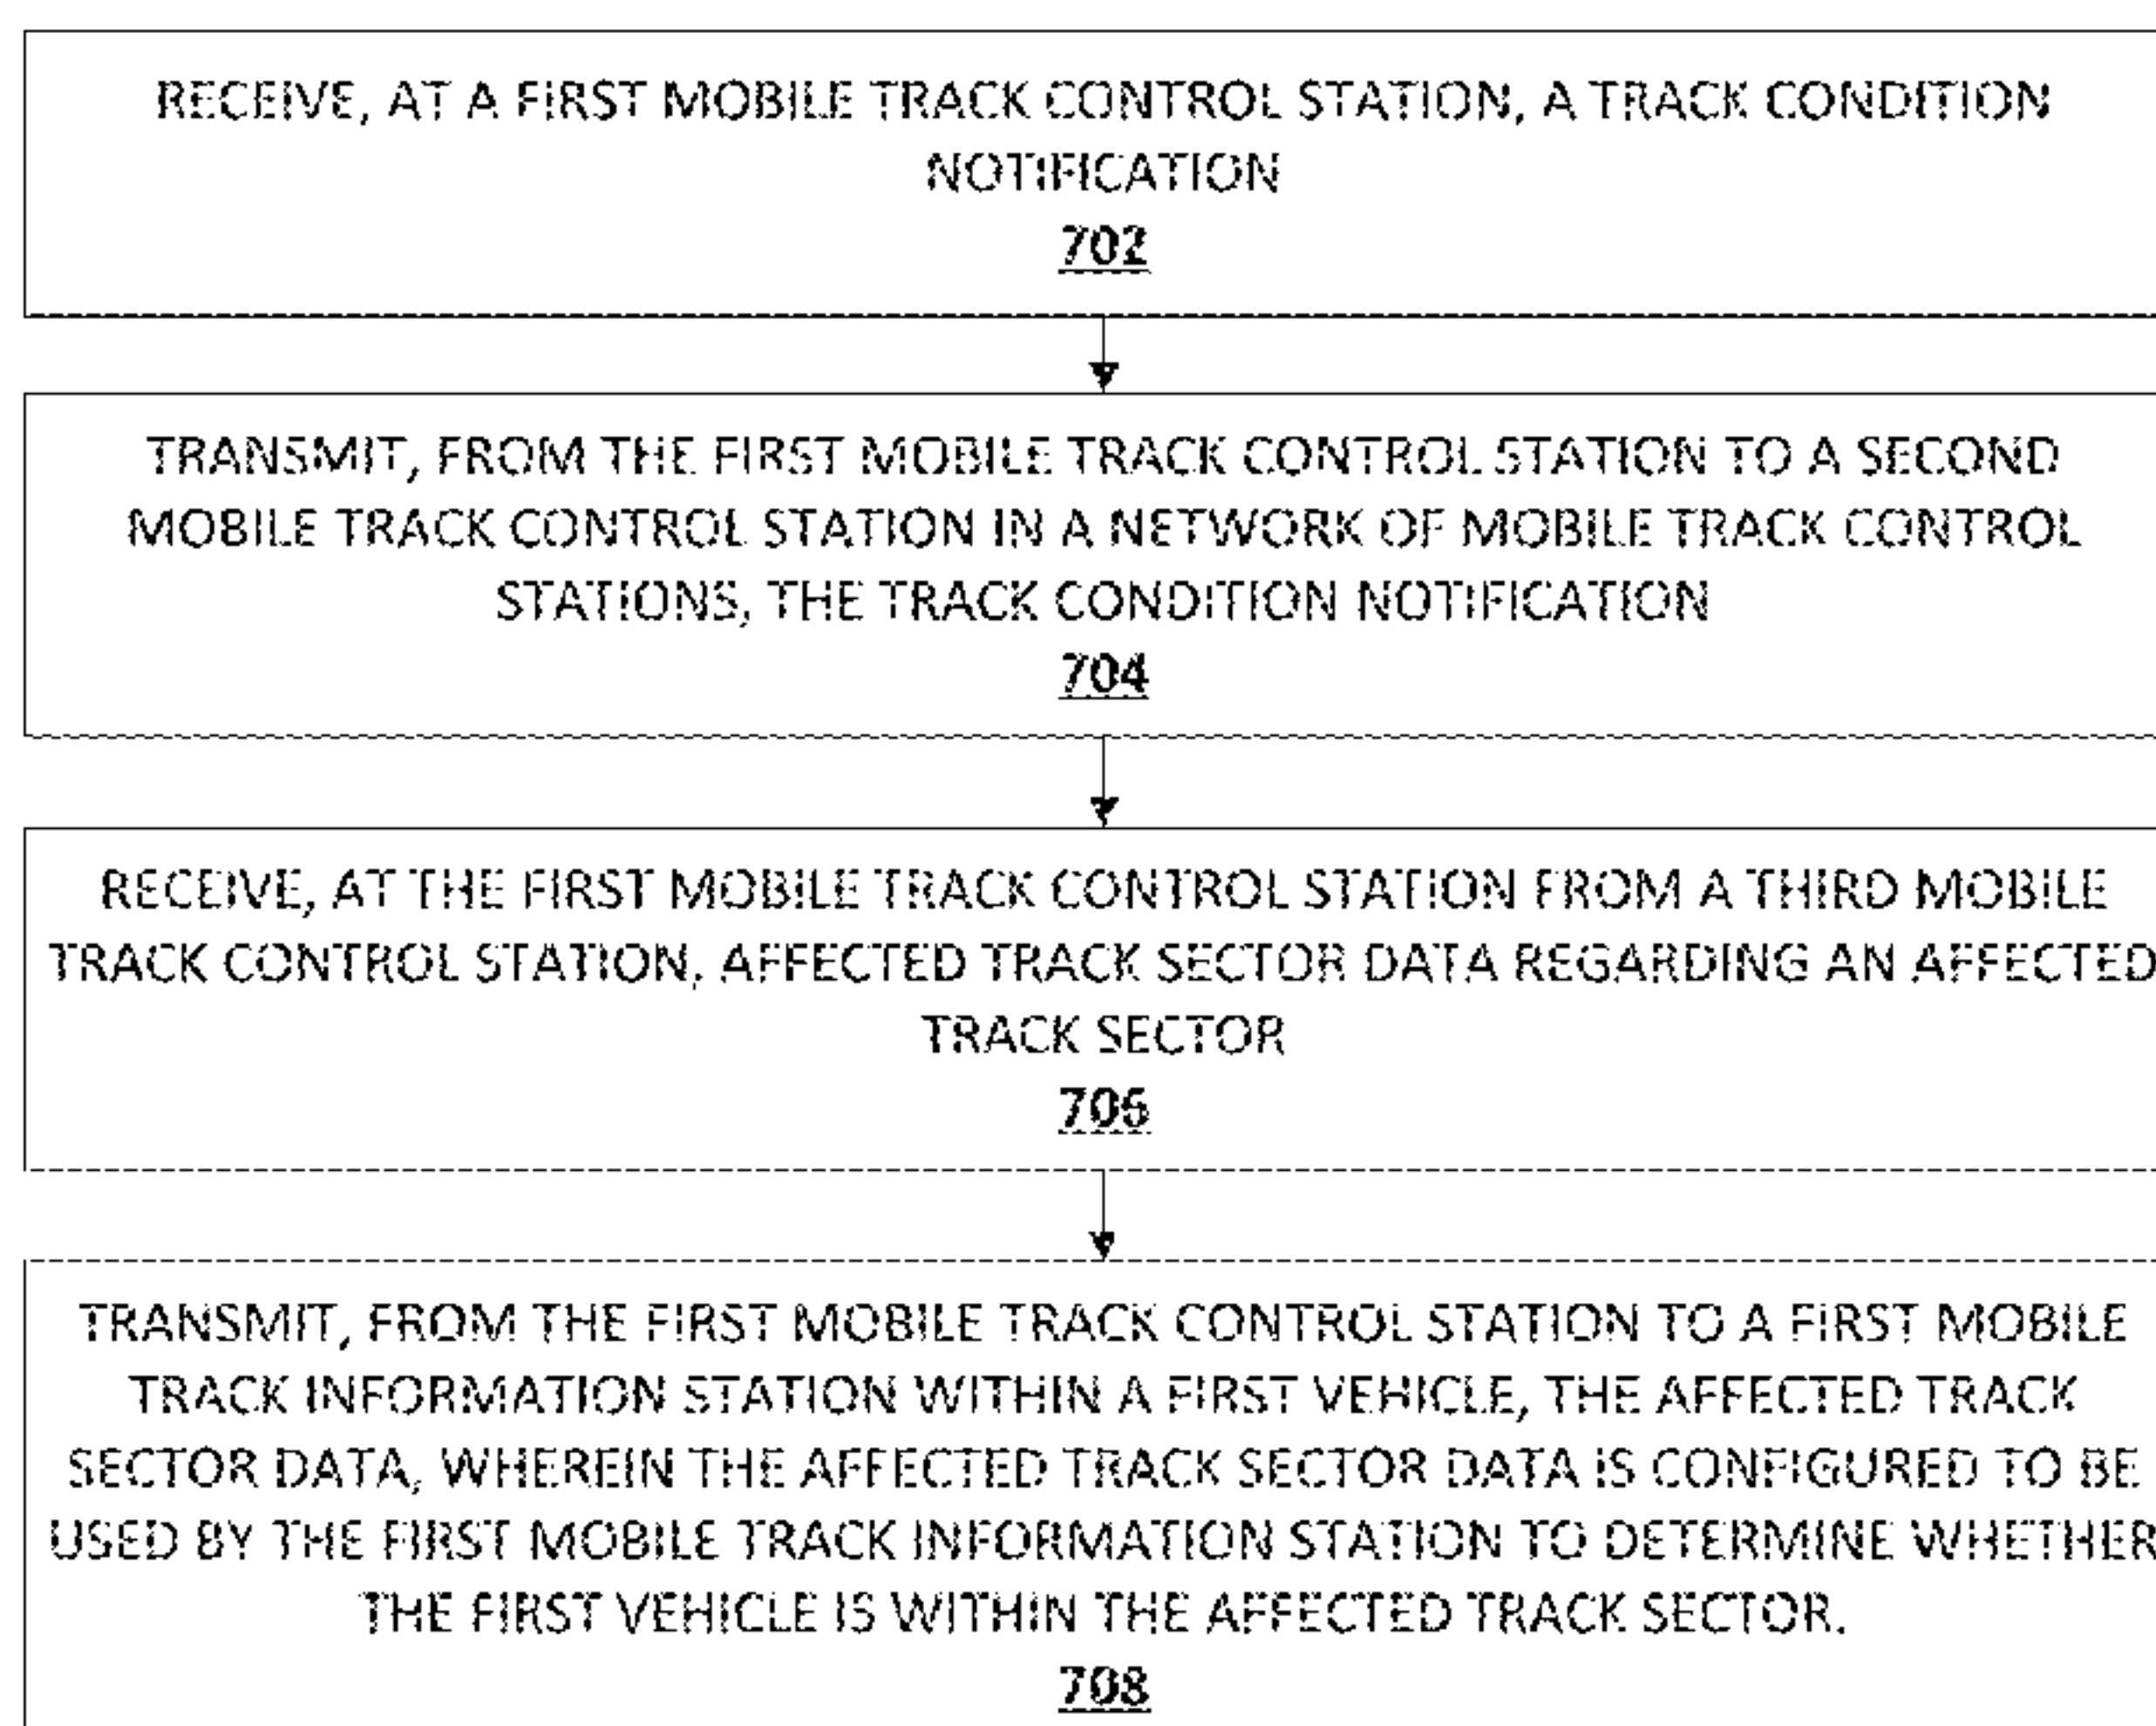 RECEIVE, AT A FIRST MOBILE TRACK CONTROL STATION, A TRACK CONDITION
NOTIFICATION
702
TRANSMIT, FROM THE FIRST MOBILE TRACK CONTROL STATION TO A SECOND
MOBILE TRACK CONTROL STATION IN A NETWORK OF MOBILE TRACK CONTROL
STATIONS, THE TRACK CONDITION NOTIFICATION
704
RECEIVE, AT THE FIRST MOBILE TRACK CONTROL STATION FROM A THIRD MOBILE
TRACK CONTROL STATION, AFFECTED TRACK SECTOR DATA REGARDING AN AFFECTED
TRACK SECTOR
706
TRANSMIT, FROM THE FIRST MOBILE TRACK CONTROL STATION TO A FIRST MOBILE
TRACK INFORMATION STATION WITHIN A FIRST VEHICLE, THE AFFECTED TRACK
SECTOR DATA, WHEREIN THE AFFECTED TRACK SECTOR DATA IS CONFIGURED TO BE
USED BY THE FIRST MOBILE TRACK INFORMATION STATION TO DETERMINE WHETHER
THE FIRST VEHICLE IS WITHIN THE AFFECTED TRACK SECTOR.
708